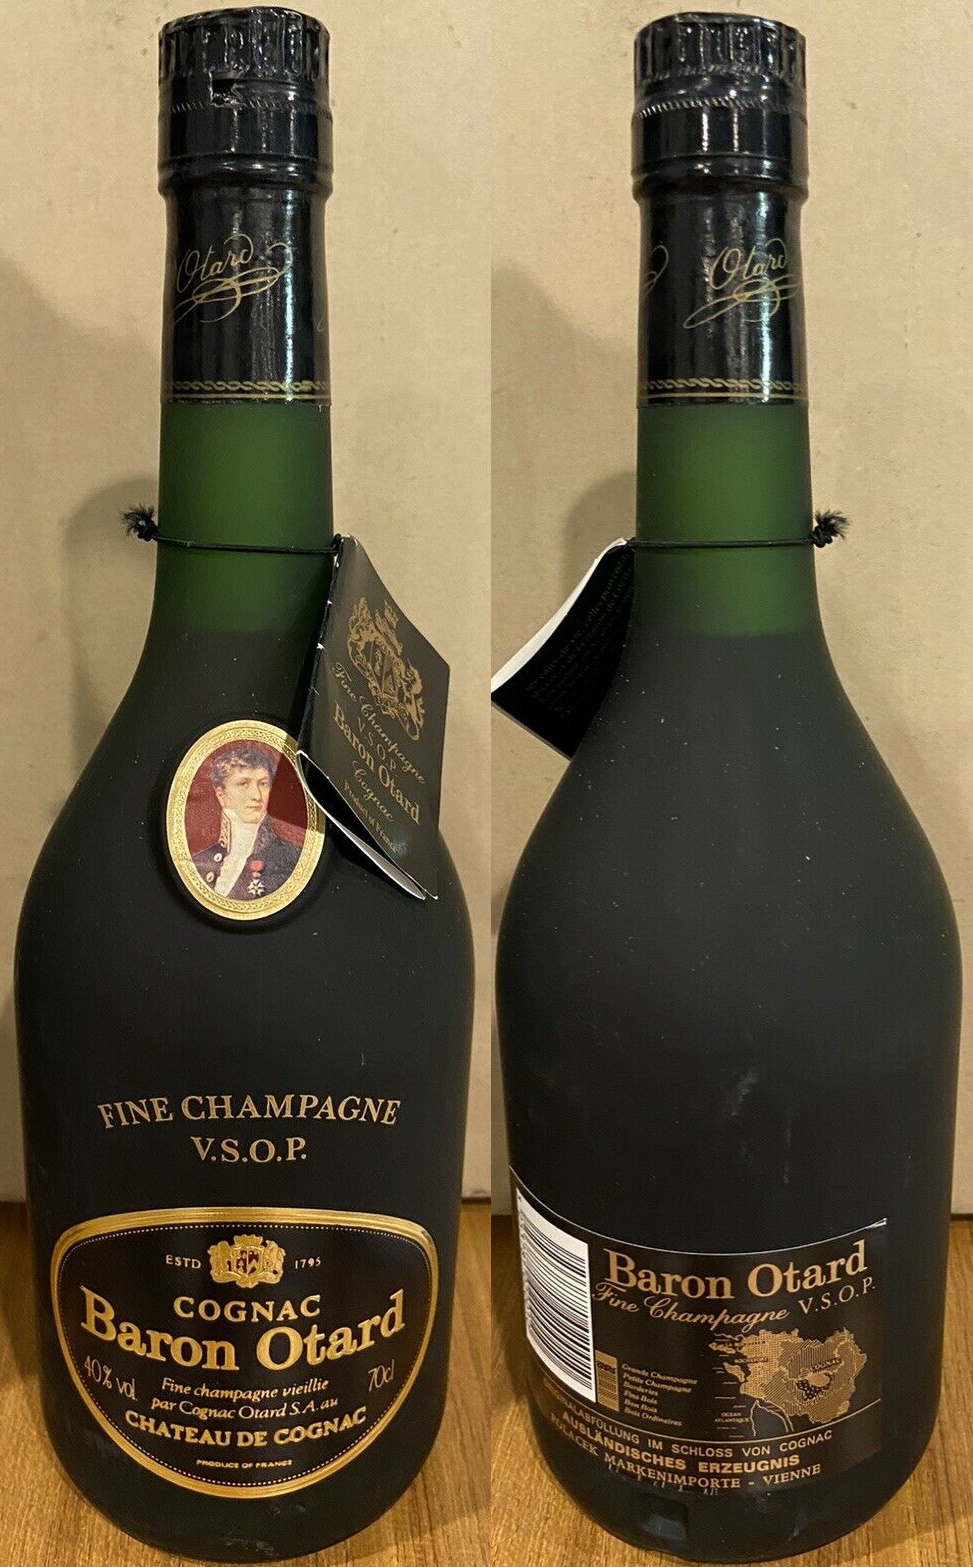 Otard
Fine Champagne
V.S.O.P.
Baron Otard
Cognac
Product of France
FINE CHAMPAGNE
V.S.O.P.
ESTD 1795
COGNAC
Baron Otard
40% vol 70cl
Fine champagne vieillie
par Cognac Otard S.A. au
CHATEAU DE COGNAC
PRODUCE OF FRANCE
Otard
Baron Otard
Fine Champagne V.S.O.P.
COGNAC
Grande Champagne
Petite Champagne
Borderies
Fins Bois
Bons Bois
Bois Ordinaires
OCEAN
ATLANTIQUE
IM SCHLOSS VON COGNAC
AUSLÄNDISCHES ERZEUGNIS
MARKENIMPORTE - VIENNE